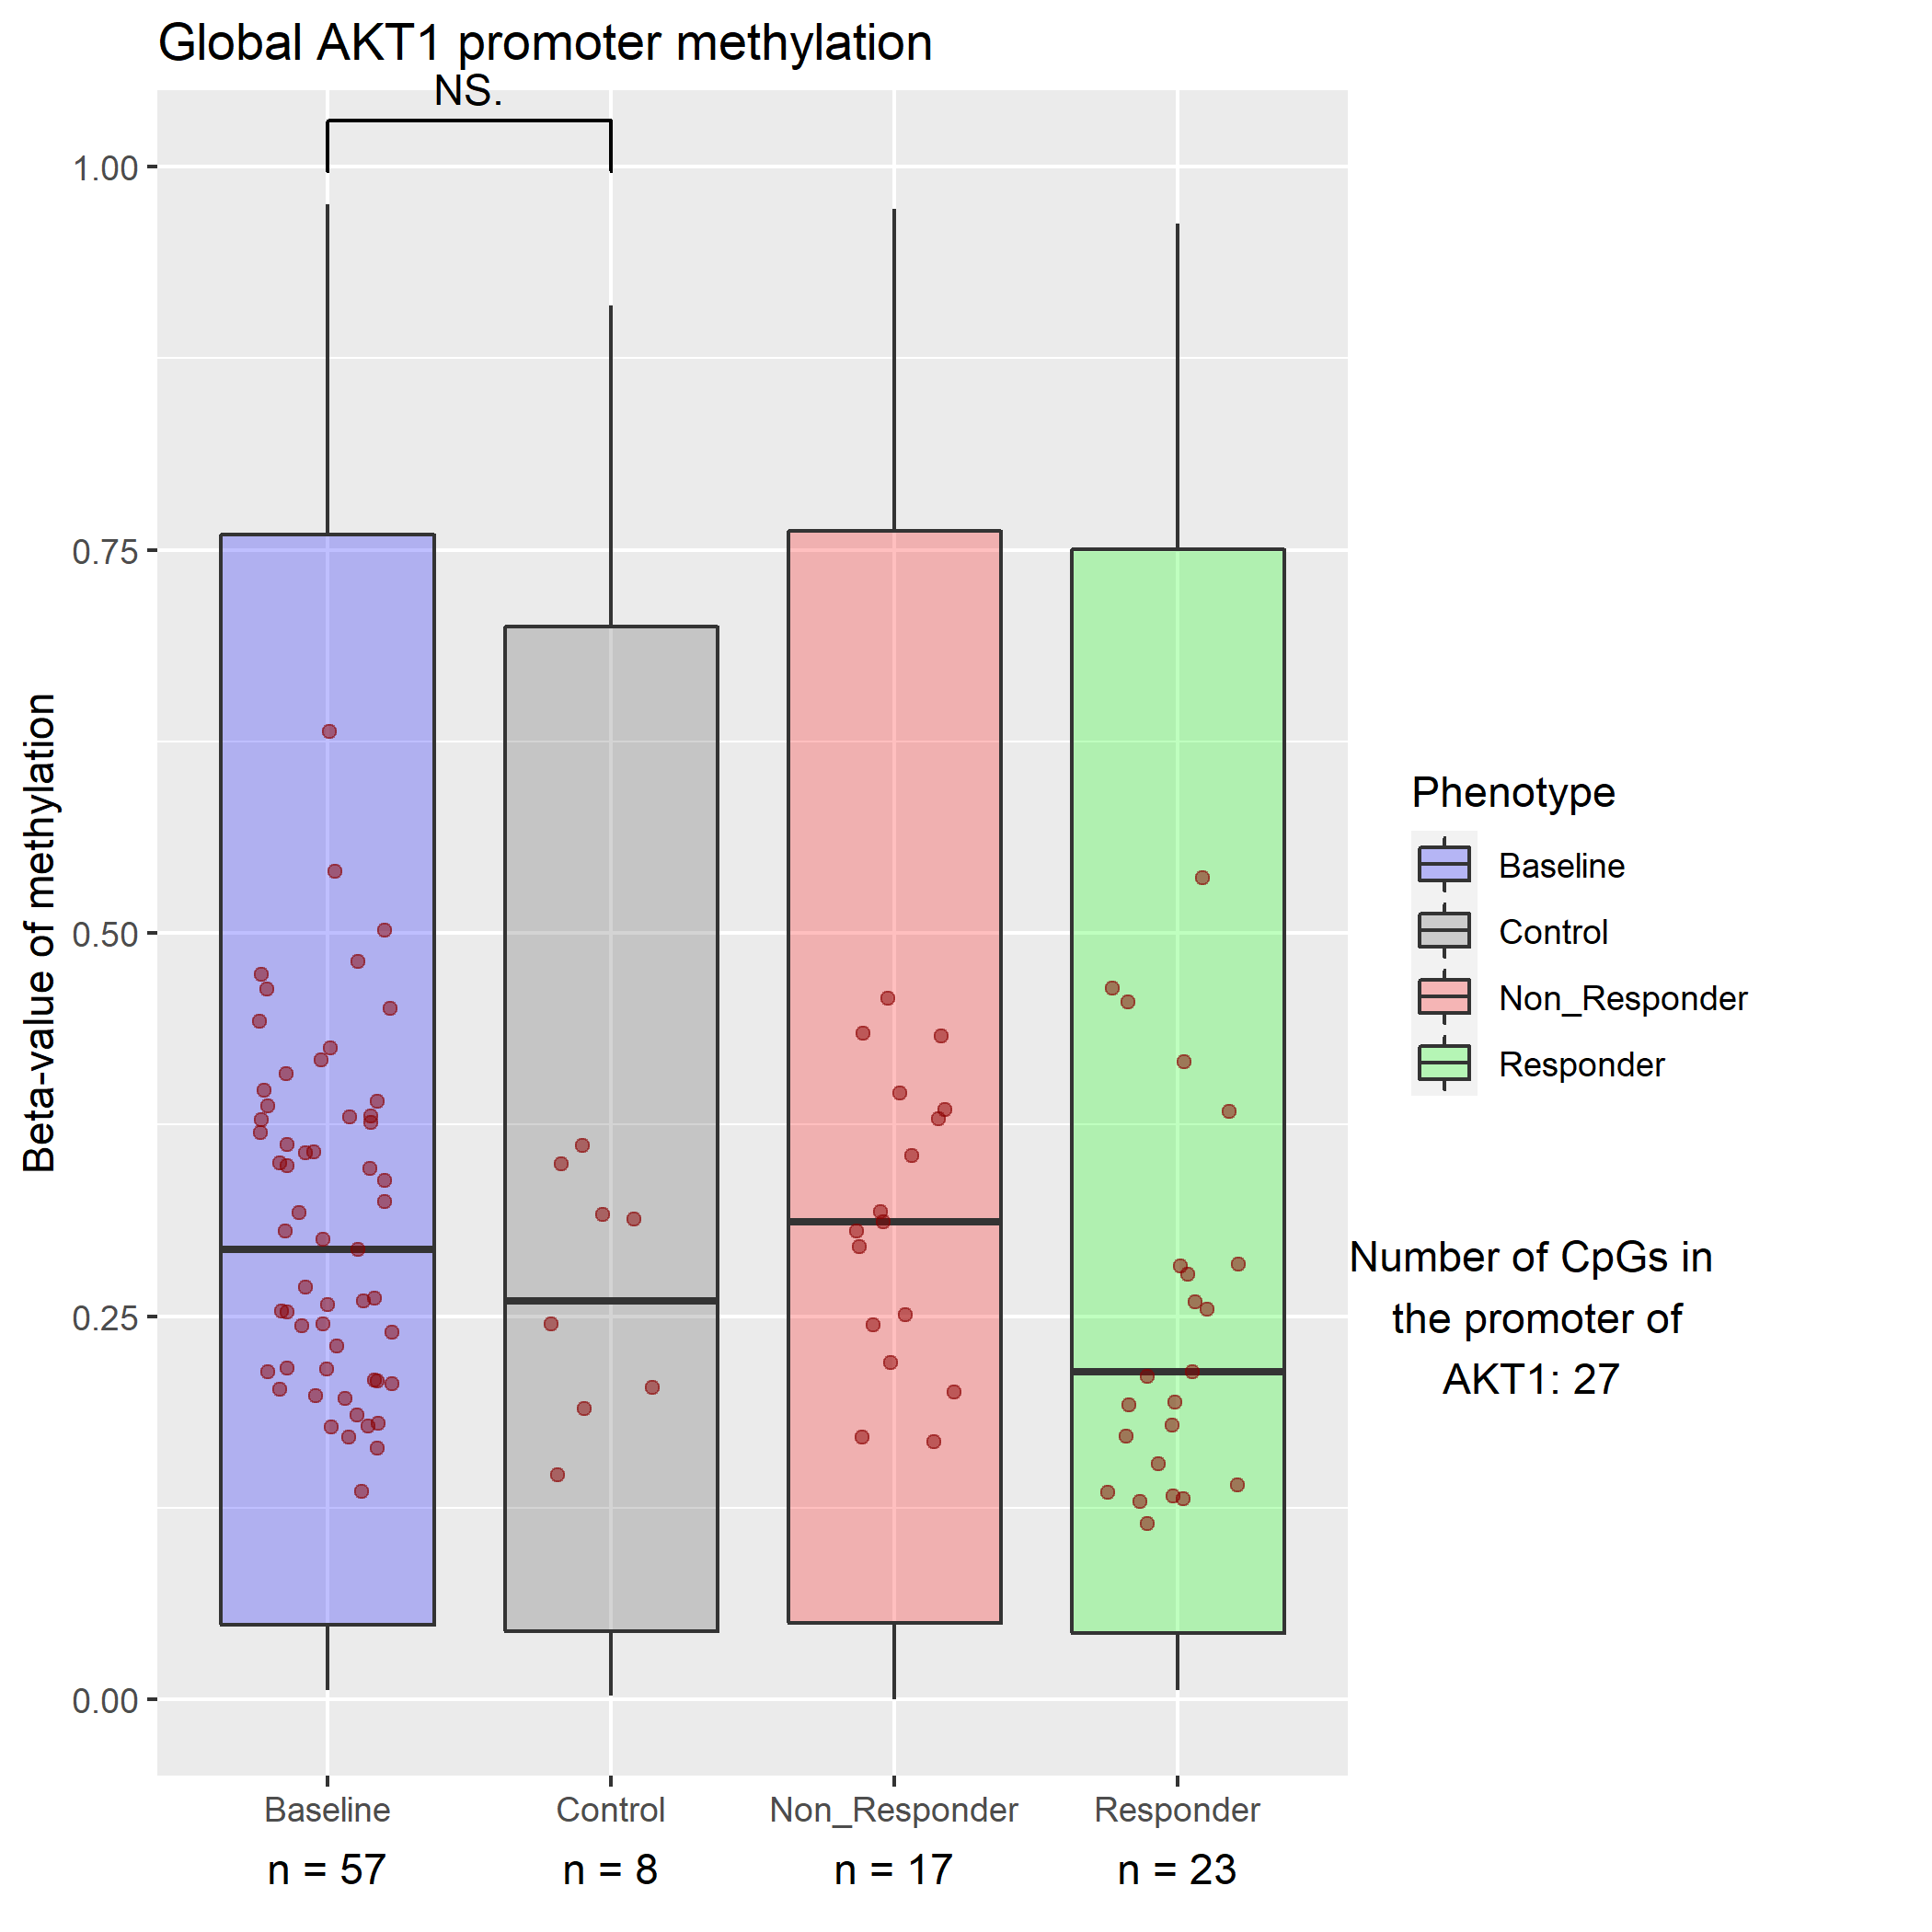 Global AKT1 promoter methylation
NS.
1.00
0.75
0.50
0.25
0.00
Beta-value of methylation
Baseline
Control
Non_Responder
Responder
n = 57
n = 8
n = 17
n = 23
Phenotype
Baseline
Control
Non_Responder
Responder
Number of CpGs in
the promoter of
AKT1: 27